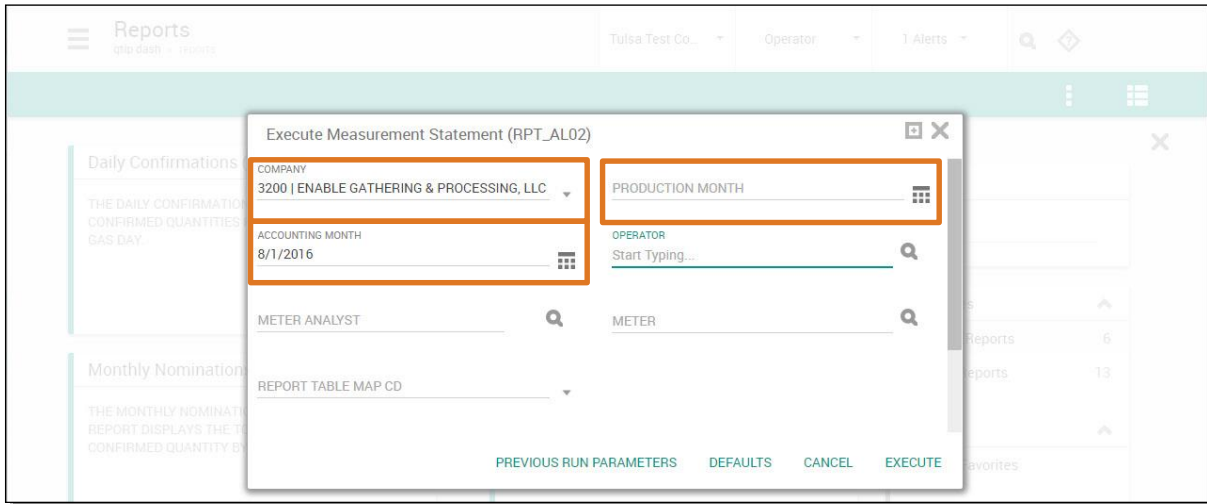 Reports
qtip dash › reports
Tulsa Test Co...
Operator
1 Alerts
Execute Measurement Statement (RPT_AL02)
COMPANY
3200 | ENABLE GATHERING & PROCESSING, LLC
PRODUCTION MONTH
ACCOUNTING MONTH
8/1/2016
OPERATOR
Start Typing...
METER ANALYST
METER
REPORT TABLE MAP CD
PREVIOUS RUN PARAMETERS
DEFAULTS
CANCEL
EXECUTE
Daily Confirmations
THE DAILY CONFIRMATION
CONFIRMED QUANTITIES
GAS DAY.
Monthly Nomination
THE MONTHLY NOMINATI
REPORT DISPLAYS THE TO
CONFIRMED QUANTITY BY
Reports 6
eports 13
avorites